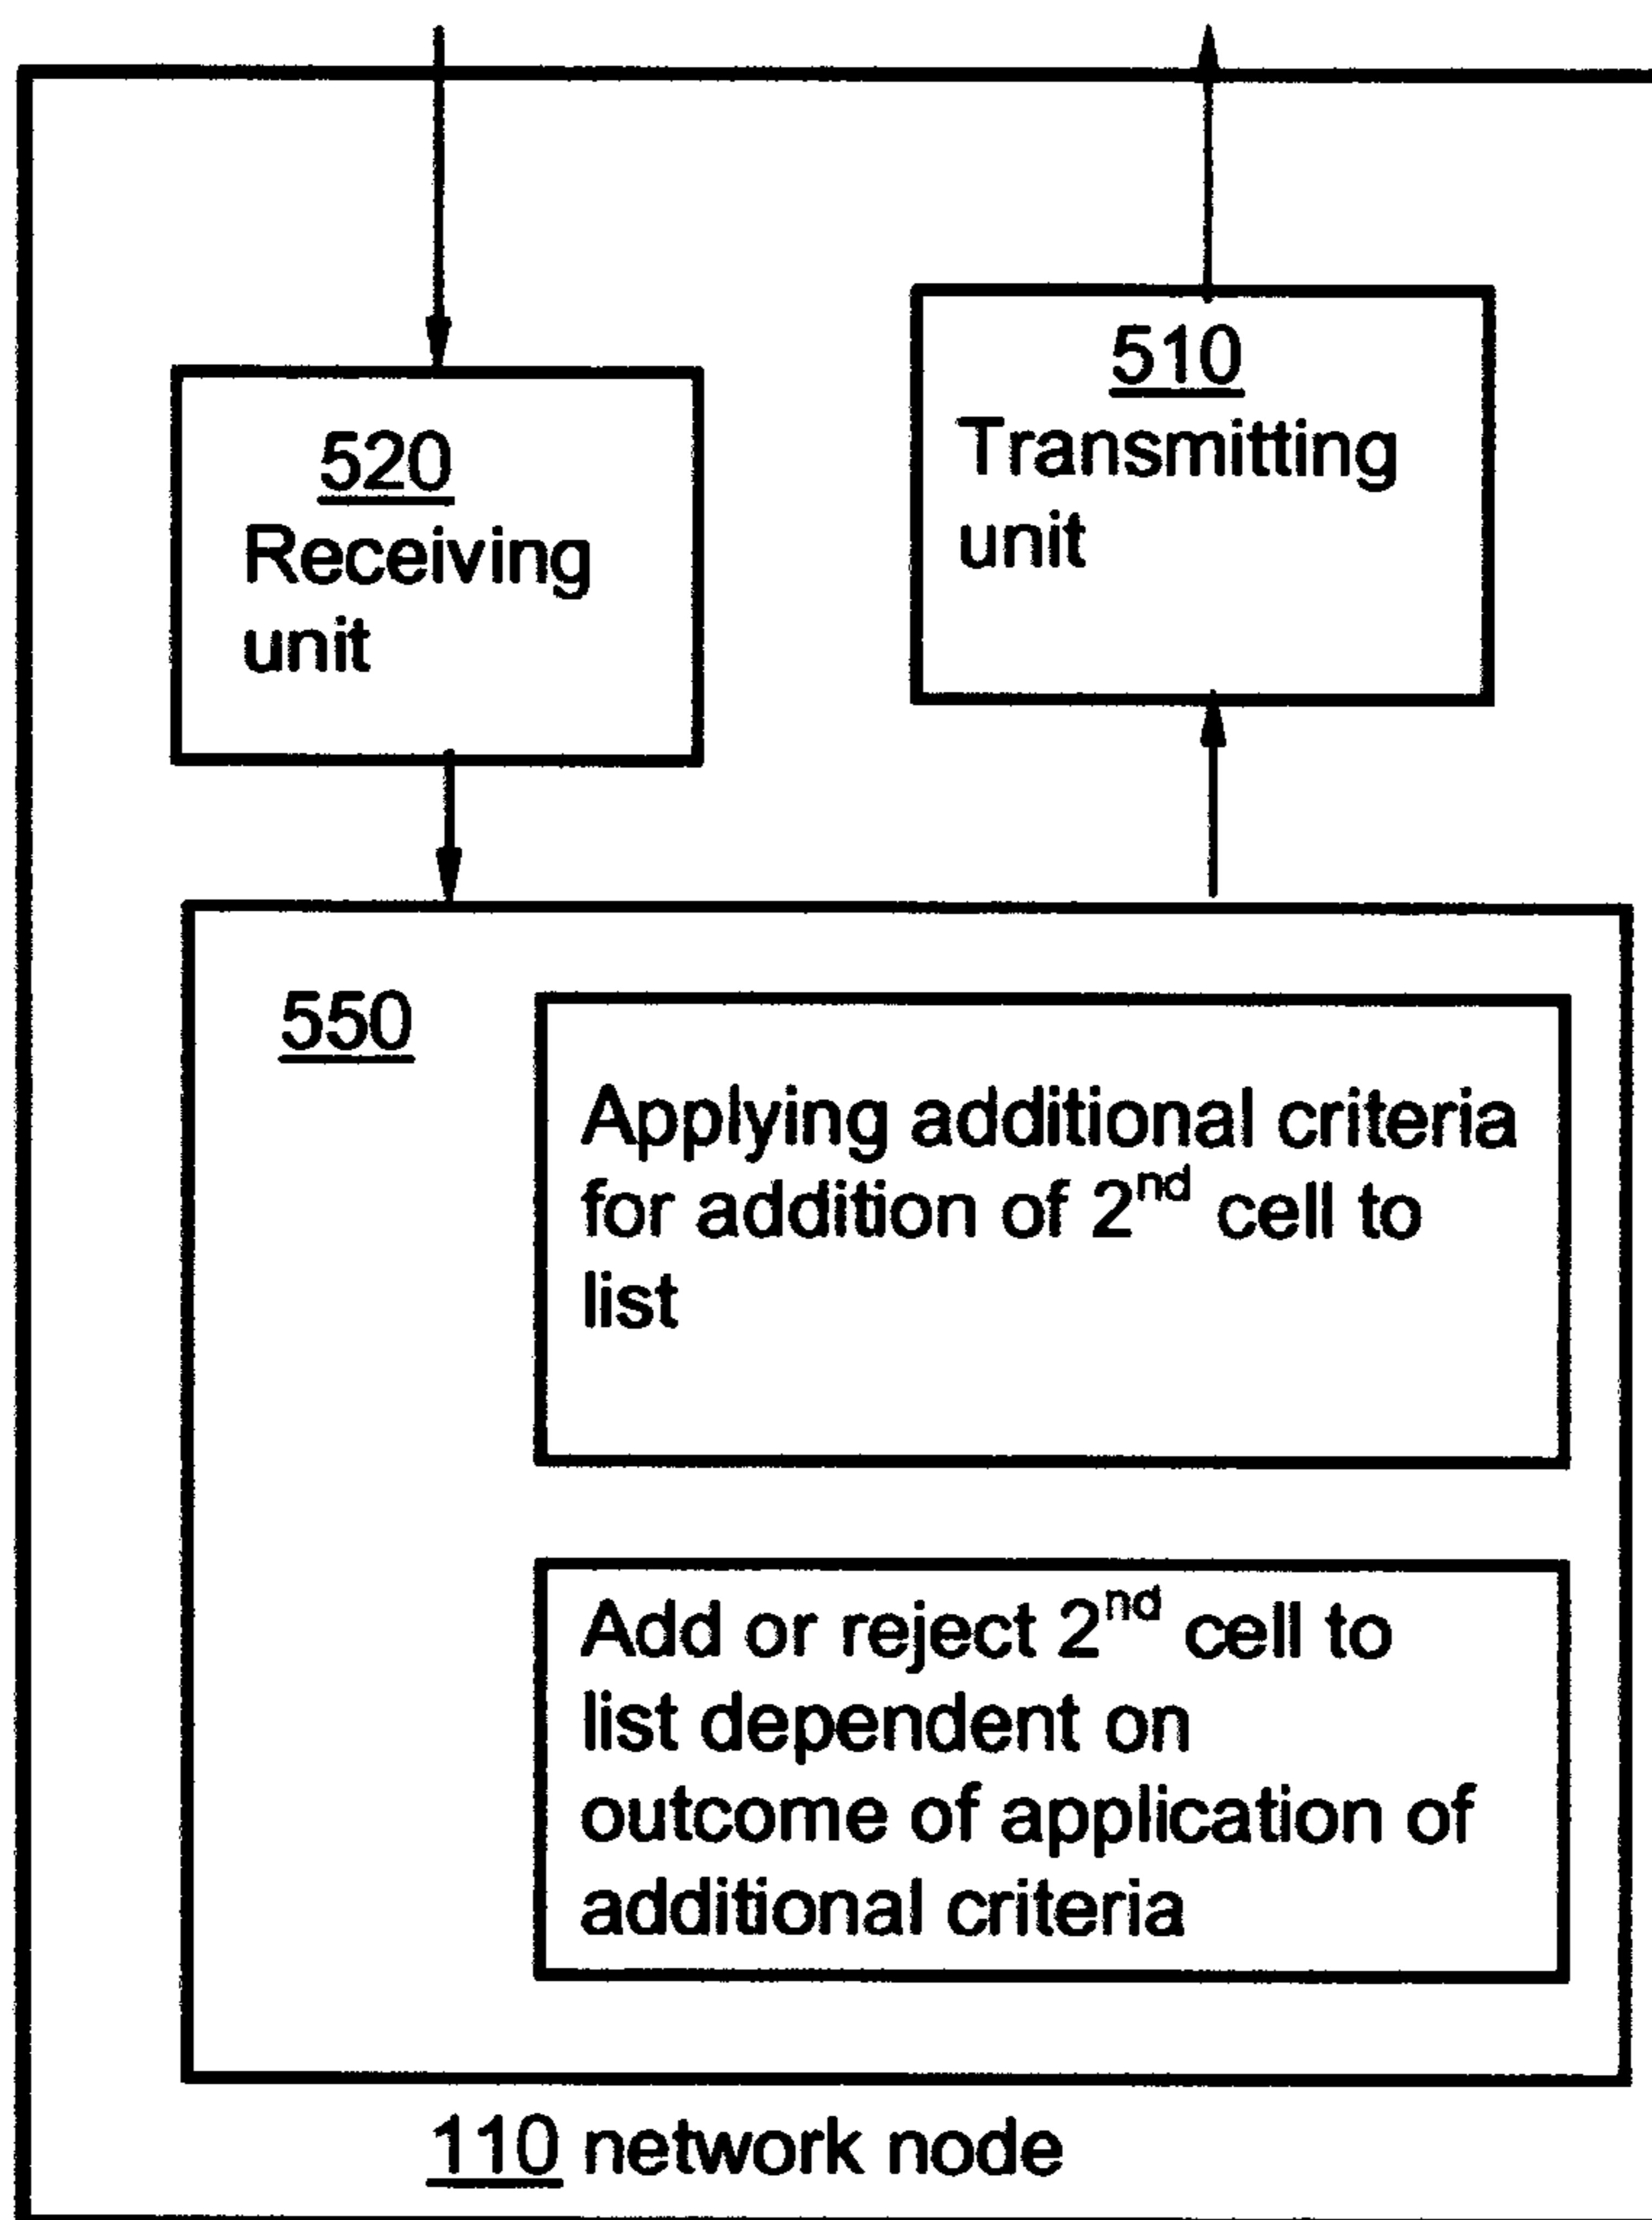 520
Receiving
unit
510
Transmitting
unit
550
Applying additional criteria
for addition of 2nd cell to
list
Add or reject 2nd cell to
list dependent on
outcome of application of
additional criteria
110 network node